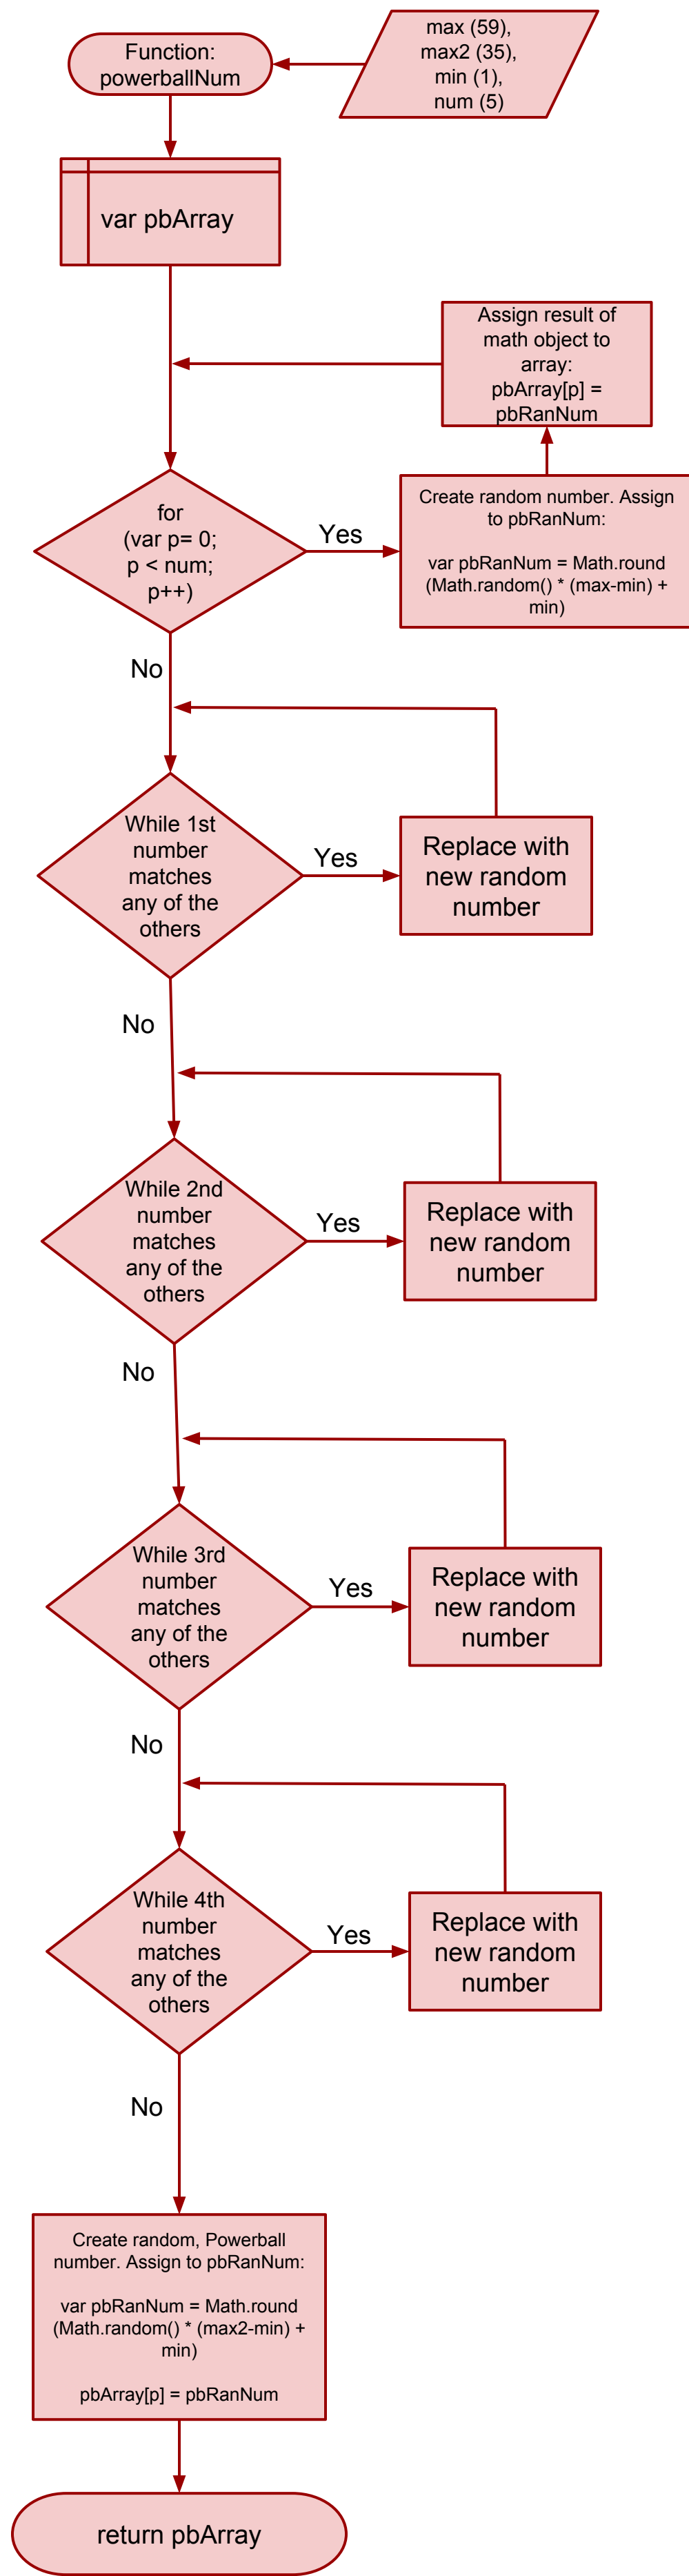 Function:
powerballNum
max (59),
max2 (35),
min (1),
num (5)
var pbArray
Assign result of
math object to
array:
pbArray[p] =
pbRanNum
for
(var p= 0;
p < num;
p++)
Yes
Create random number. Assign
to pbRanNum:
var pbRanNum = Math.round
(Math.random() * (max-min) +
min)
No
While 1st
number
matches
any of the
others
Yes
Replace with
new random
number
No
While 2nd
number
matches
any of the
others
Yes
Replace with
new random
number
No
While 3rd
number
matches
any of the
others
Yes
Replace with
new random
number
No
While 4th
number
matches
any of the
others
Yes
Replace with
new random
number
No
Create random, Powerball
number. Assign to pbRanNum:
var pbRanNum = Math.round
(Math.random() * (max2-min) +
min)
pbArray[p] = pbRanNum
return pbArray